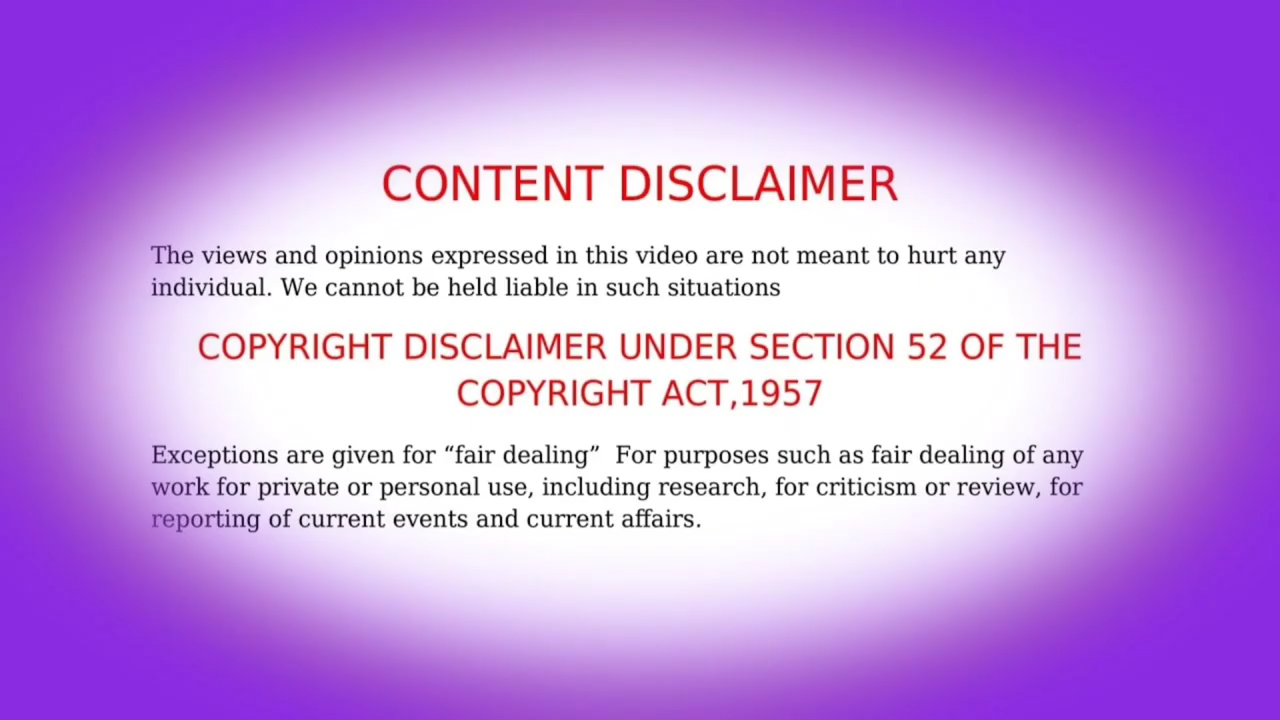 CONTENT DISCLAIMER
The views and opinions expressed in this video are not meant to hurt any
individual. We cannot be held liable in such situations
COPYRIGHT DISCLAIMER UNDER SECTION 52 OF THE
COPYRIGHT ACT,1957
Exceptions are given for “fair dealing”  For purposes such as fair dealing of any
work for private or personal use, including research, for criticism or review, for
reporting of current events and current affairs.